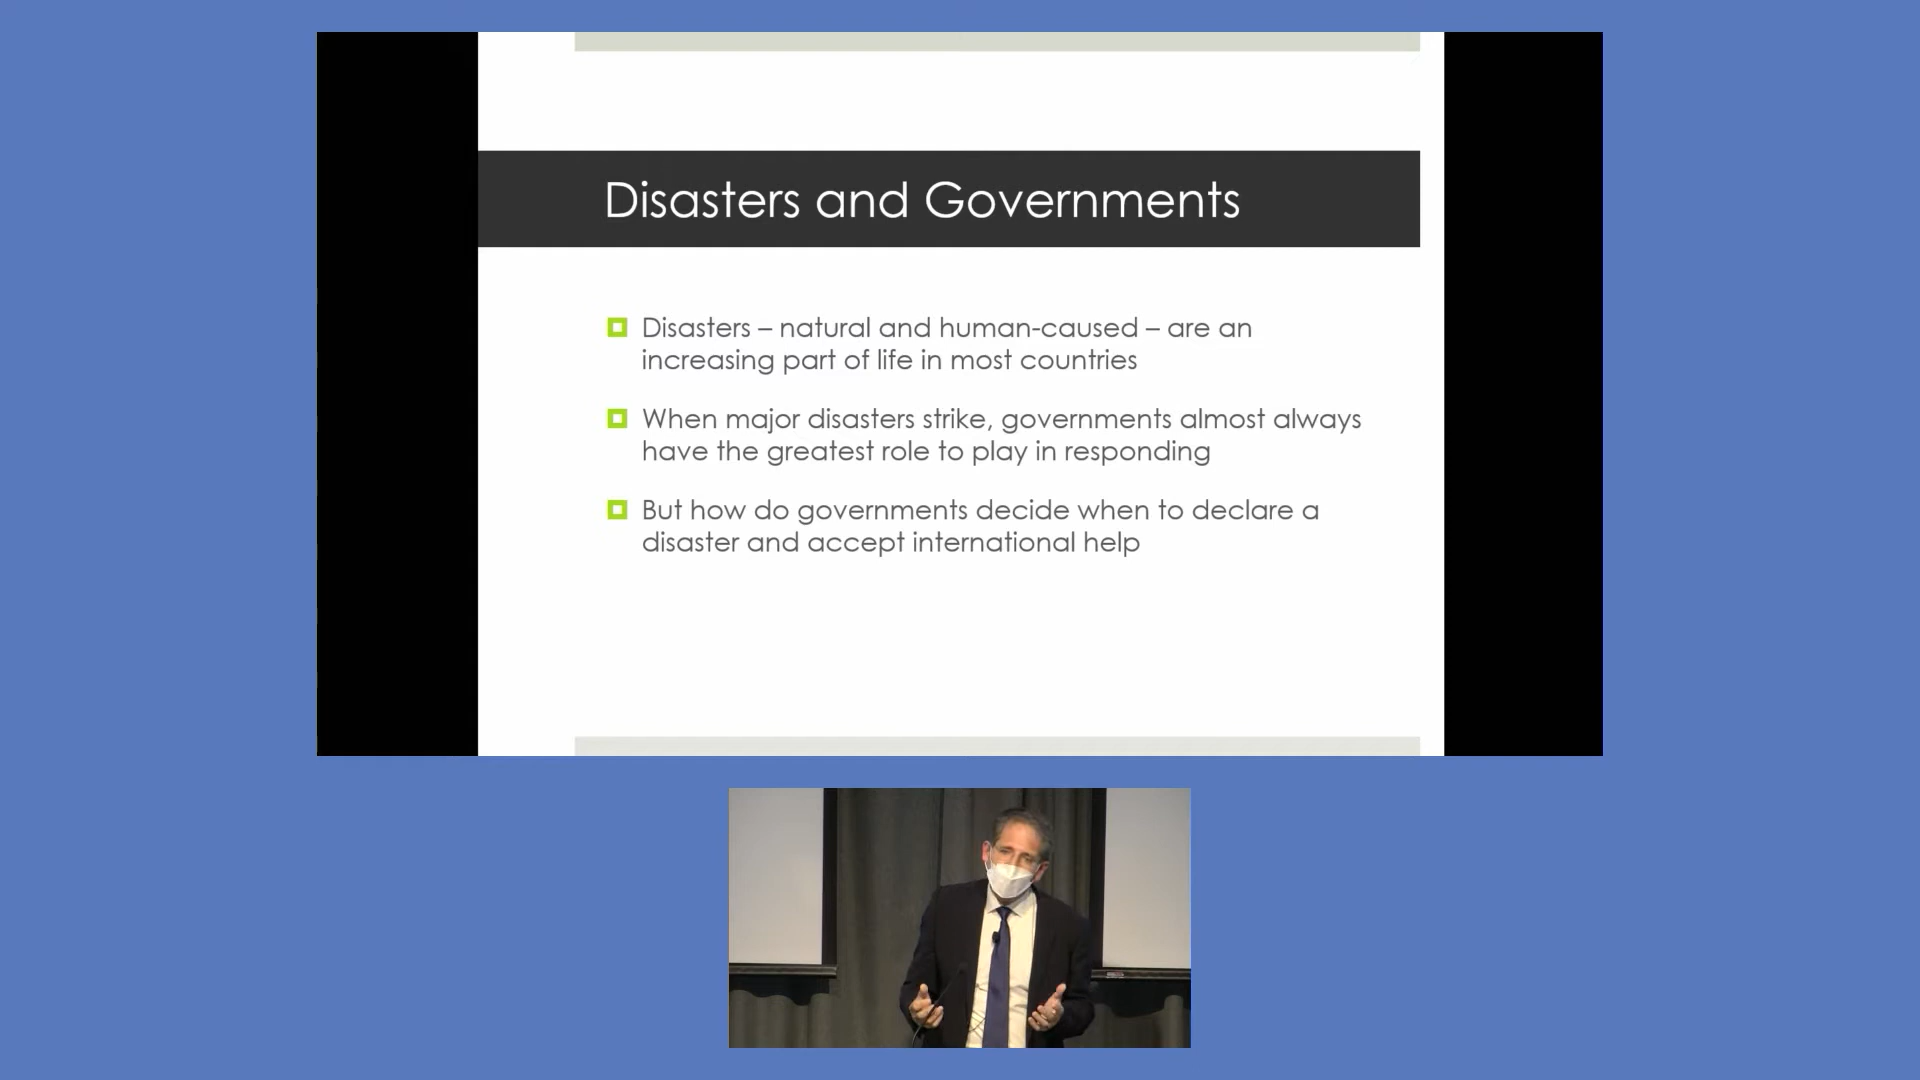 Disasters and Governments
Disasters – natural and human-caused – are an
increasing part of life in most countries
When major disasters strike, governments almost always
have the greatest role to play in responding
But how do governments decide when to declare a
disaster and accept international help